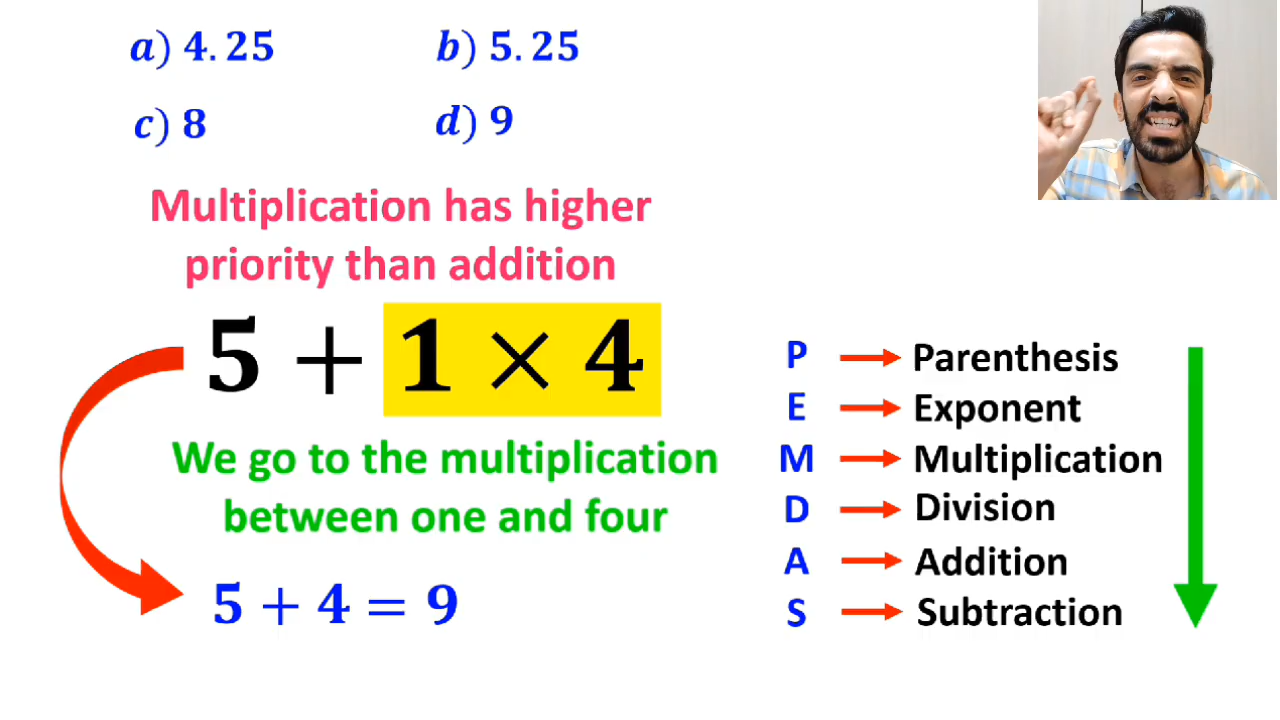 a) 4.25 b) 5.25
c) 8 d) 9
Multiplication has higher
priority than addition
5 + 1 × 4
We go to the multiplication
between one and four
5 + 4 = 9
P Parenthesis
E Exponent
M Multiplication
D Division
A Addition
S Subtraction